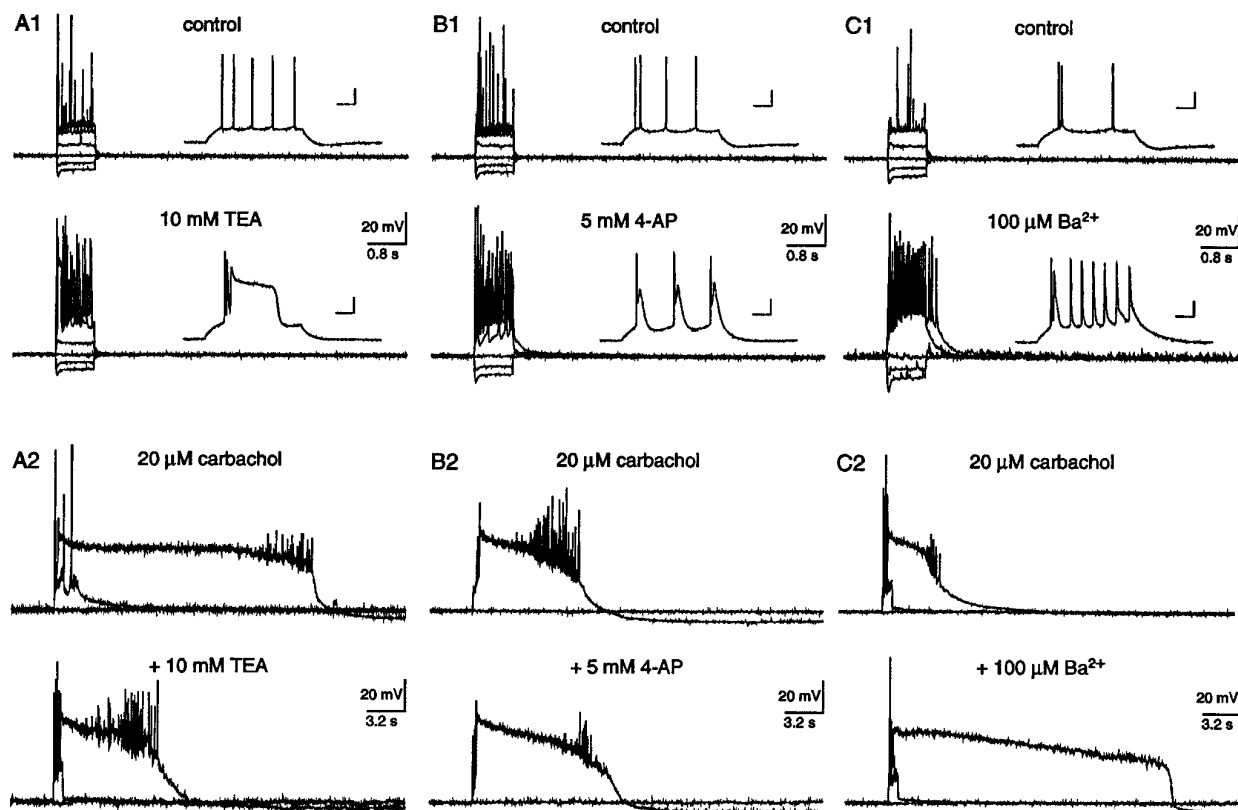 A1
control
B1
control
C1
control
10 mM TEA
20 mV
0.8 s
5 mM 4-AP
20 mV
0.8 s
100 µM Ba²⁺
20 mV
0.8 s
A2
20 µM carbachol
B2
20 µM carbachol
C2
20 µM carbachol
+ 10 mM TEA
20 mV
3.2 s
+ 5 mM 4-AP
20 mV
3.2 s
+ 100 µM Ba²⁺
20 mV
3.2 s